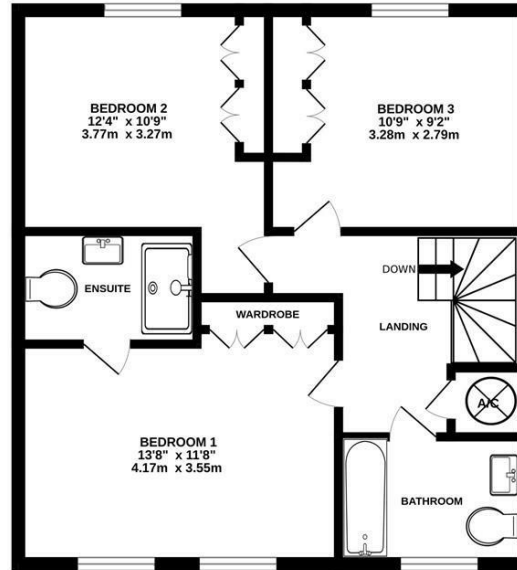 BEDROOM 2
12'4" x 10'9"
3.77m x 3.27m
BEDROOM 3
10'9" x 9'2"
3.28m x 2.79m
ENSUITE
DOWN
WARDROBE
LANDING
A/C
BEDROOM 1
13'8" x 11'8"
4.17m x 3.55m
BATHROOM